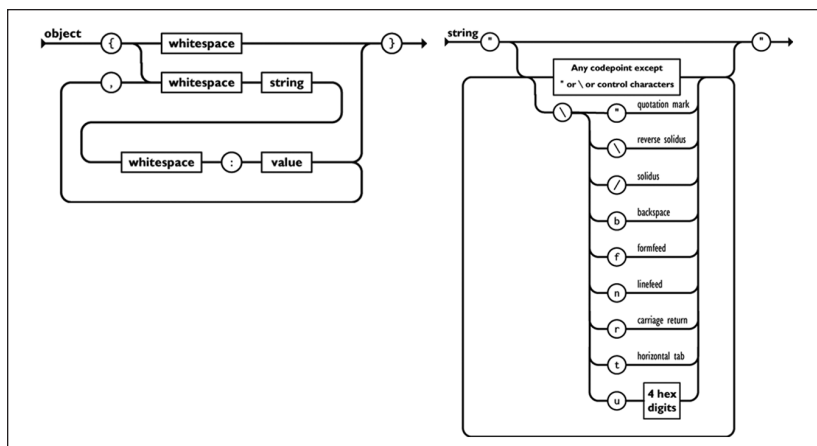 object
{ whitespace }
, whitespace string
whitespace : value
string " "
Any codepoint except
" or \ or control characters
\ " quotation mark
\ reverse solidus
/ solidus
b backspace
f formfeed
n linefeed
r carriage return
t horizontal tab
u 4 hex
digits